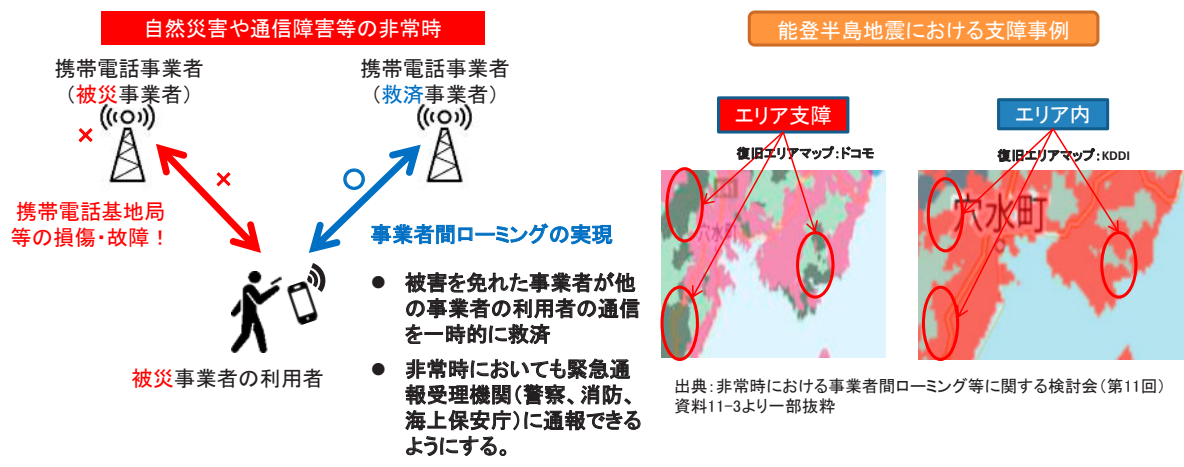 自然災害や通信障害等の非常時
携帯電話事業者
（被災事業者）
携帯電話事業者
（救済事業者）
×
×
○
携帯電話基地局
等の損傷・故障！
被災事業者の利用者
事業者間ローミングの実現
● 被害を免れた事業者が他
の事業者の利用者の通信
を一時的に救済
● 非常時においても緊急通
報受理機関（警察、消防、
海上保安庁）に通報できる
ようにする。
能登半島地震における支障事例
エリア支障
復旧エリアマップ：ドコモ
穴水町
エリア内
復旧エリアマップ：KDDI
穴水町
出典：非常時における事業者間ローミング等に関する検討会（第11回）
資料11-3より一部抜粋